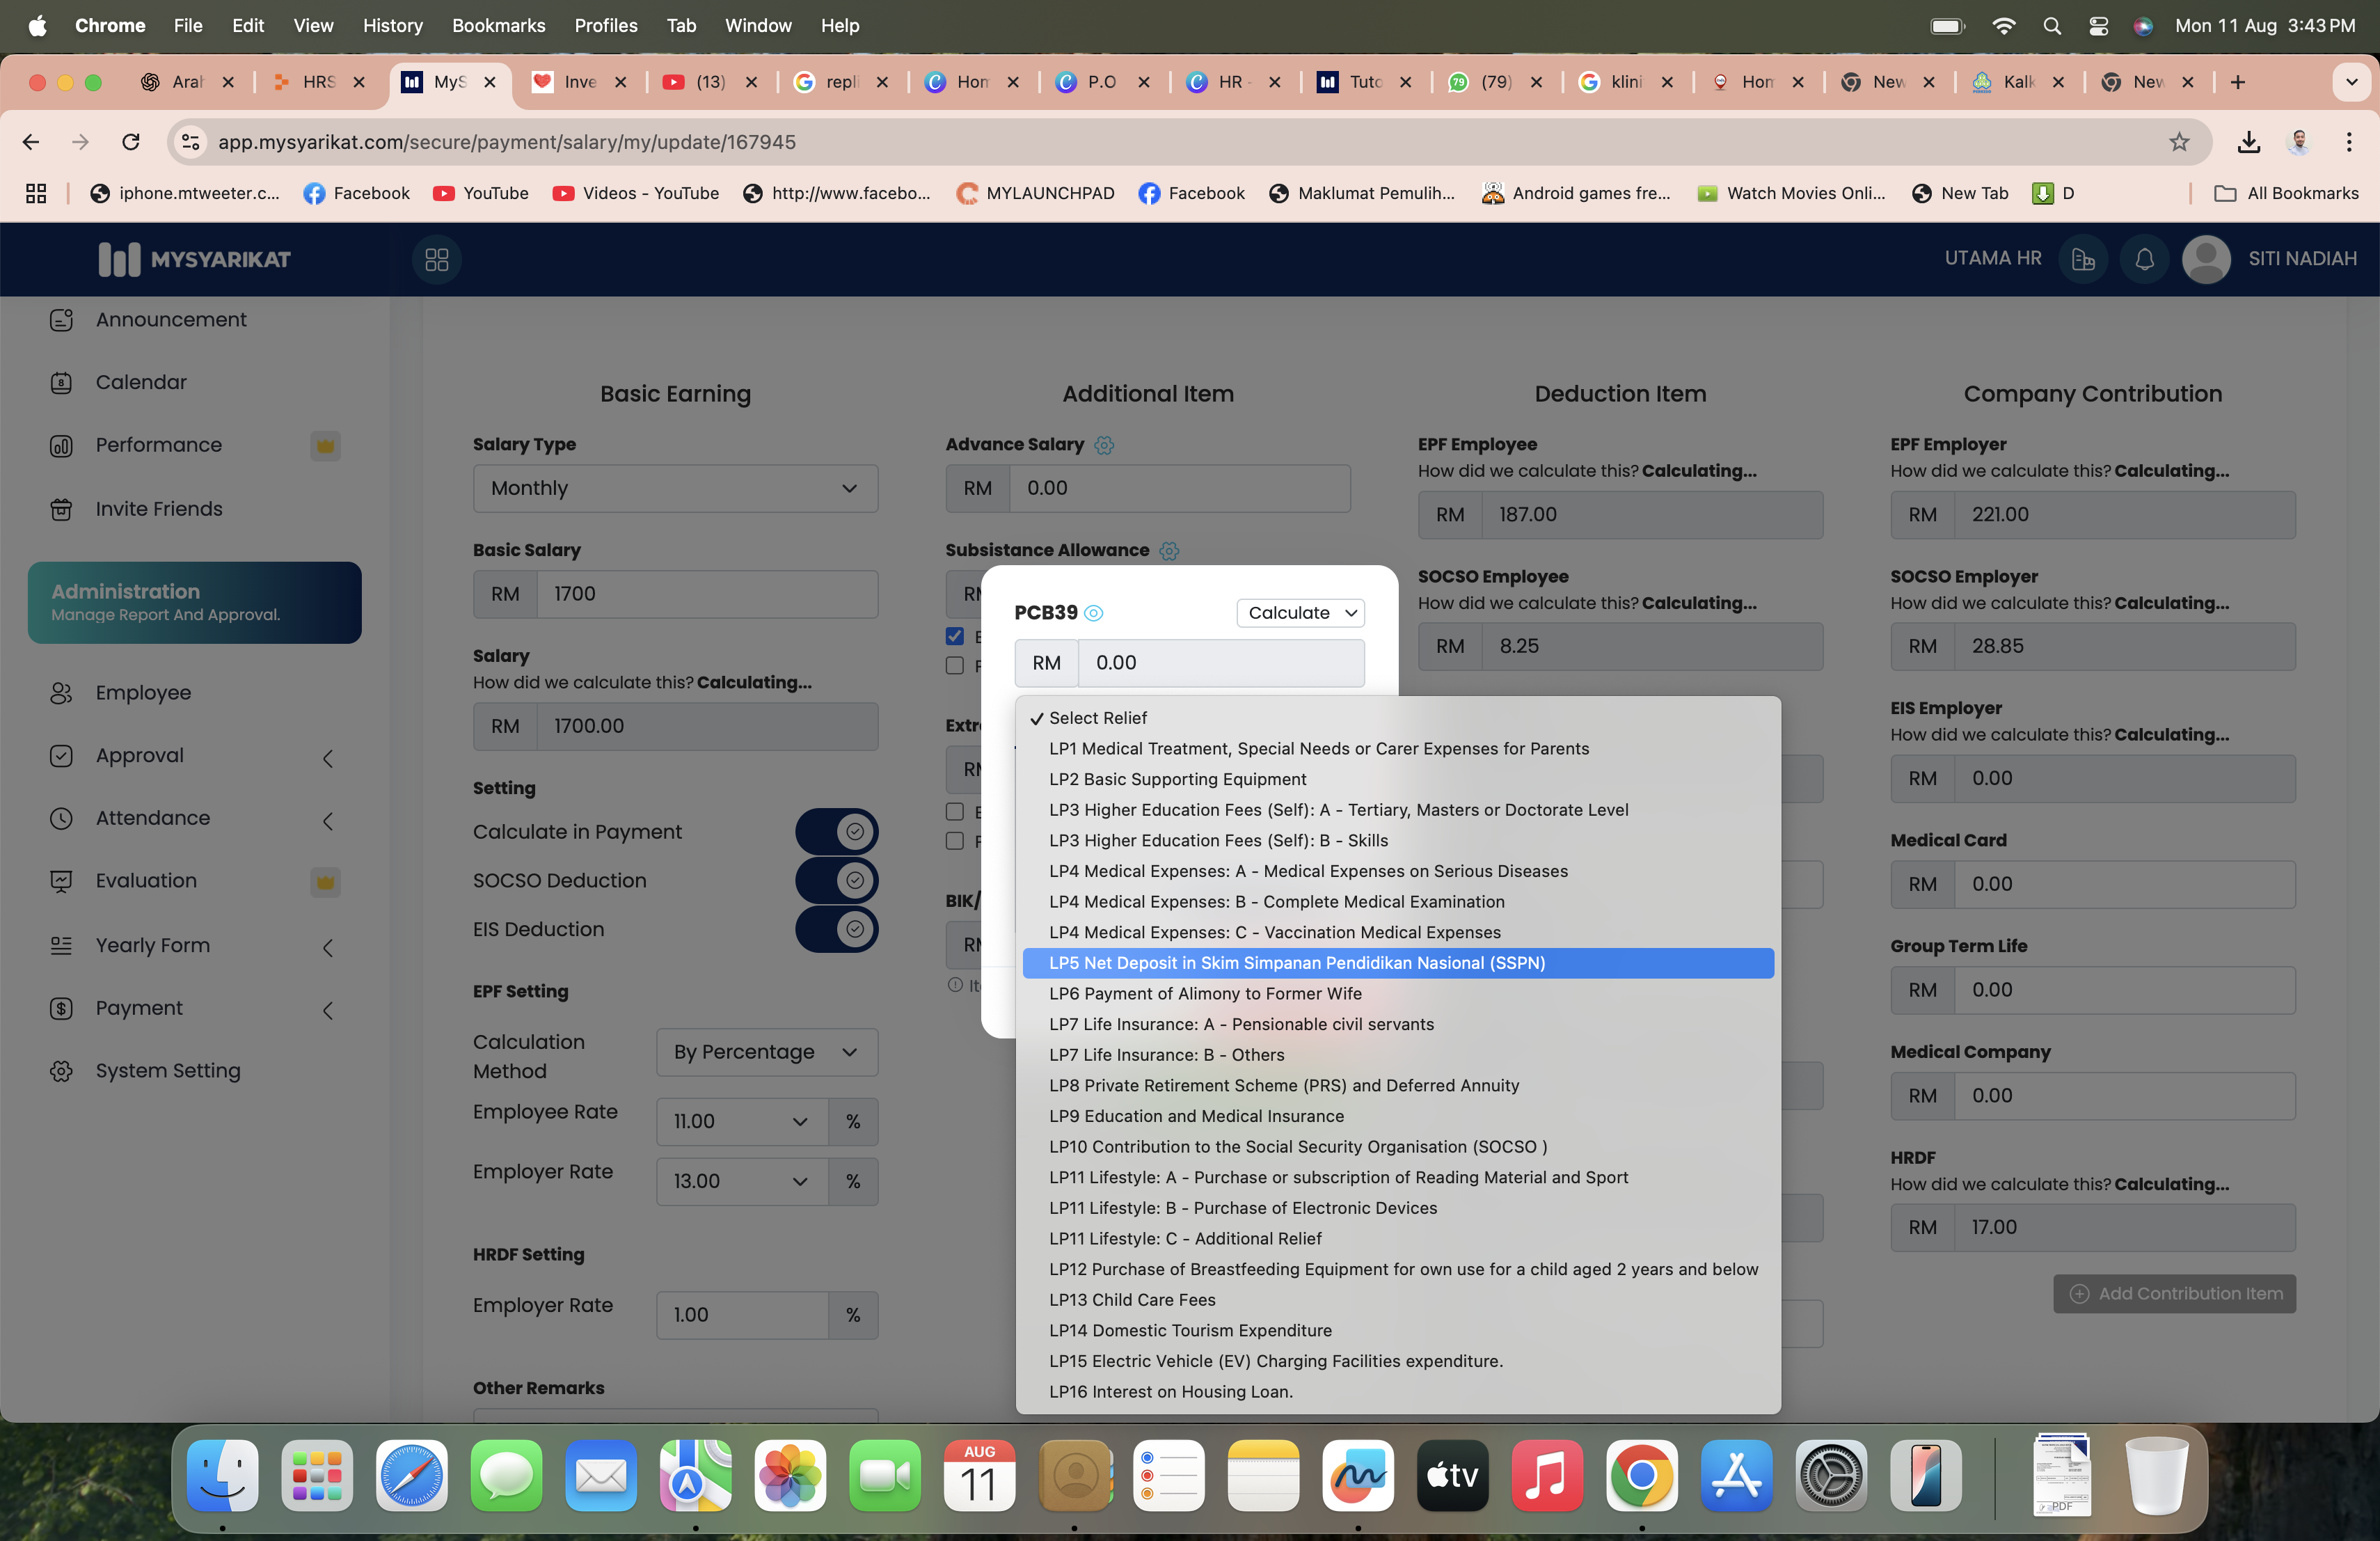 Chrome File Edit View History Bookmarks Profiles Tab Window Help Mon 11 Aug 3:43 PM
HRS MyS Inve (13) repli Hom P.O HR - Tuto (79) klini Hom New Kalk New
app.mysyarikat.com/secure/payment/salary/my/update/167945
iphone.mtweeter.c... Facebook YouTube Videos - YouTube http://www.facebo... MYLAUNCHPAD Facebook Maklumat Pemulih... Android games fre... Watch Movies Onli... New Tab D All Bookmarks
MYSYARIKAT UTAMA HR SITI NADIAH
Announcement
Calendar
Performance
Invite Friends
Administration
Manage Report And Approval.
Employee
Approval
Attendance
Evaluation
Yearly Form
Payment
System Setting
Basic Earning
Salary Type
Monthly
Basic Salary
RM 1700
Salary
How did we calculate this? Calculating...
RM 1700.00
Setting
Calculate in Payment
SOCSO Deduction
EIS Deduction
EPF Setting
Calculation
Method
By Percentage
Employee Rate 11.00 %
Employer Rate 13.00 %
HRDF Setting
Employer Rate 1.00 %
Other Remarks
Additional Item
Advance Salary
RM 0.00
Subsistance Allowance
Extr
BIK/
PCB39 Calculate
RM 0.00
✓ Select Relief
LP1 Medical Treatment, Special Needs or Carer Expenses for Parents
LP2 Basic Supporting Equipment
LP3 Higher Education Fees (Self): A - Tertiary, Masters or Doctorate Level
LP3 Higher Education Fees (Self): B - Skills
LP4 Medical Expenses: A - Medical Expenses on Serious Diseases
LP4 Medical Expenses: B - Complete Medical Examination
LP4 Medical Expenses: C - Vaccination Medical Expenses
LP5 Net Deposit in Skim Simpanan Pendidikan Nasional (SSPN)
LP6 Payment of Alimony to Former Wife
LP7 Life Insurance: A - Pensionable civil servants
LP7 Life Insurance: B - Others
LP8 Private Retirement Scheme (PRS) and Deferred Annuity
LP9 Education and Medical Insurance
LP10 Contribution to the Social Security Organisation (SOCSO )
LP11 Lifestyle: A - Purchase or subscription of Reading Material and Sport
LP11 Lifestyle: B - Purchase of Electronic Devices
LP11 Lifestyle: C - Additional Relief
LP12 Purchase of Breastfeeding Equipment for own use for a child aged 2 years and below
LP13 Child Care Fees
LP14 Domestic Tourism Expenditure
LP15 Electric Vehicle (EV) Charging Facilities expenditure.
LP16 Interest on Housing Loan.
Deduction Item
EPF Employee
How did we calculate this? Calculating...
RM 187.00
SOCSO Employee
How did we calculate this? Calculating...
RM 8.25
Company Contribution
EPF Employer
How did we calculate this? Calculating...
RM 221.00
SOCSO Employer
How did we calculate this? Calculating...
RM 28.85
EIS Employer
How did we calculate this? Calculating...
RM 0.00
Medical Card
RM 0.00
Group Term Life
RM 0.00
Medical Company
RM 0.00
HRDF
How did we calculate this? Calculating...
RM 17.00
Add Contribution Item
AUG
11
tv
PDF